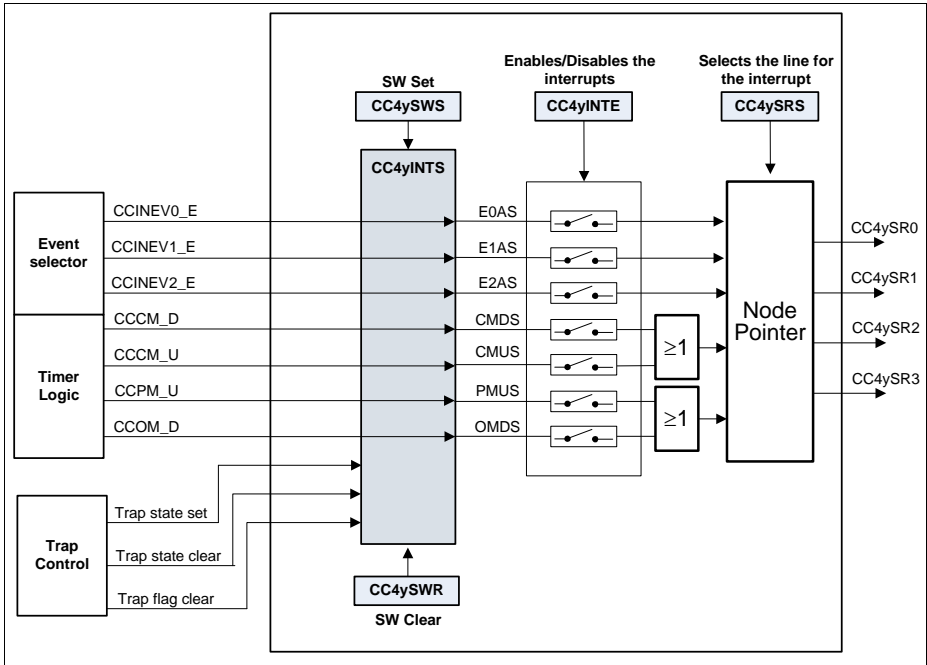 Enables/Disables the
interrupts
Selects the line for
the interrupt
SW Set
CC4ySWS
CC4yINTE
CC4ySRS
CC4yINTS
Event
selector
CCINEV0_E
CCINEV1_E
CCINEV2_E
E0AS
E1AS
E2AS
Timer
Logic
CCCM_D
CCCM_U
CCPM_U
CCOM_D
CMDS
CMUS
PMUS
OMDS
≥1
≥1
Node
Pointer
CC4ySR0
CC4ySR1
CC4ySR2
CC4ySR3
Trap
Control
Trap state set
Trap state clear
Trap flag clear
CC4ySWR
SW Clear